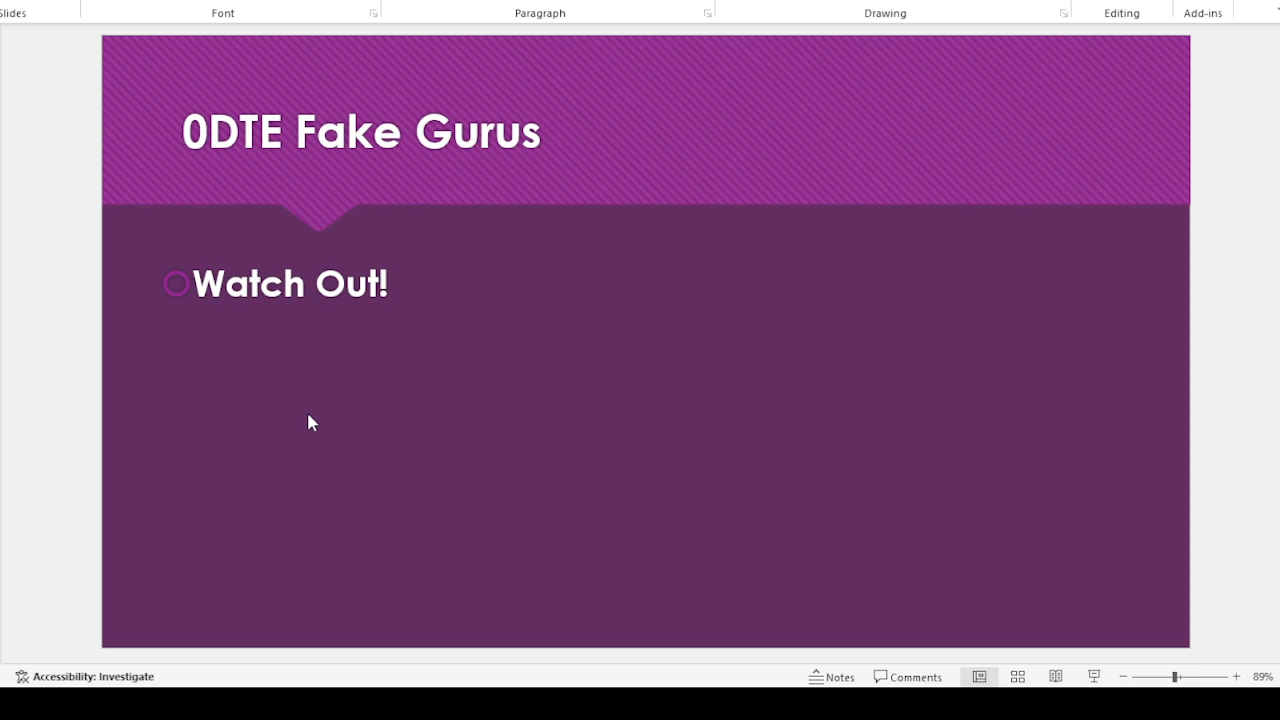 Slides
Font
Paragraph
Drawing
Editing
Add-ins
0DTE Fake Gurus
Watch Out!
Accessibility: Investigate
Notes
Comments
89%